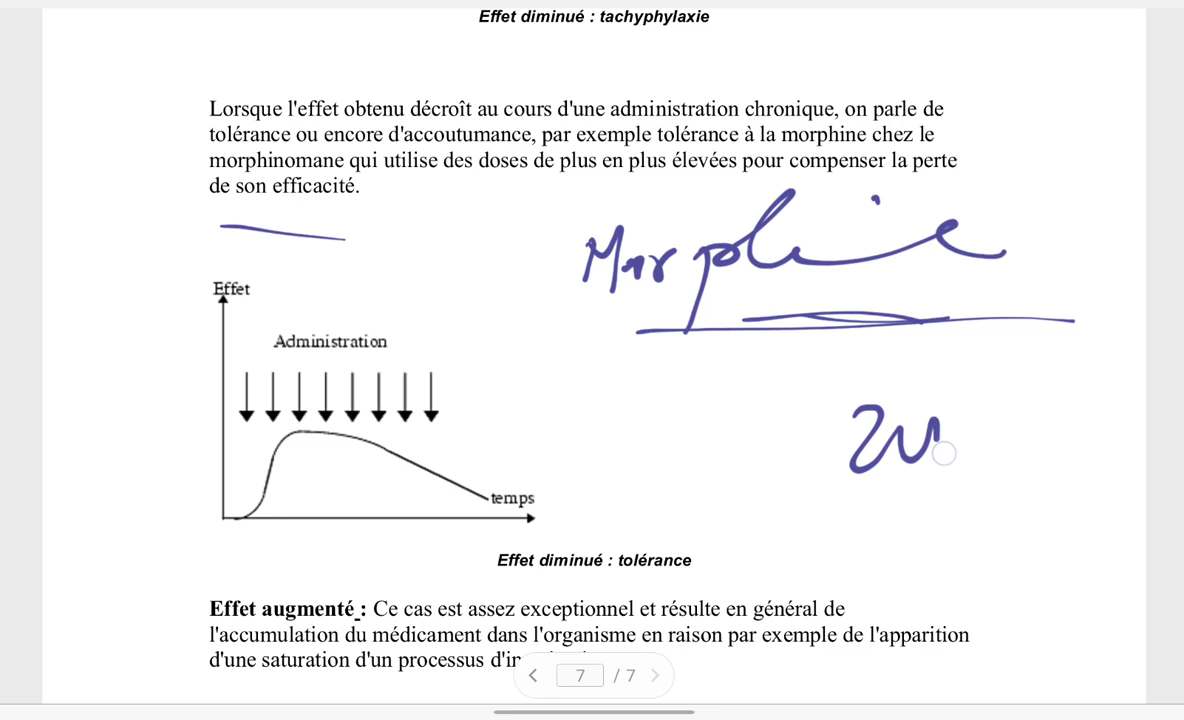 Effet diminué : tachyphylaxie
Lorsque l'effet obtenu décroît au cours d'une administration chronique, on parle de
tolérance ou encore d'accoutumance, par exemple tolérance à la morphine chez le
morphinomane qui utilise des doses de plus en plus élevées pour compenser la perte
de son efficacité.
Morphine
Effet
Administration
temps
Effet diminué : tolérance
Effet augmenté : Ce cas est assez exceptionnel et résulte en général de
l'accumulation du médicament dans l'organisme en raison par exemple de l'apparition
d'une saturation d'un processus
7 / 7